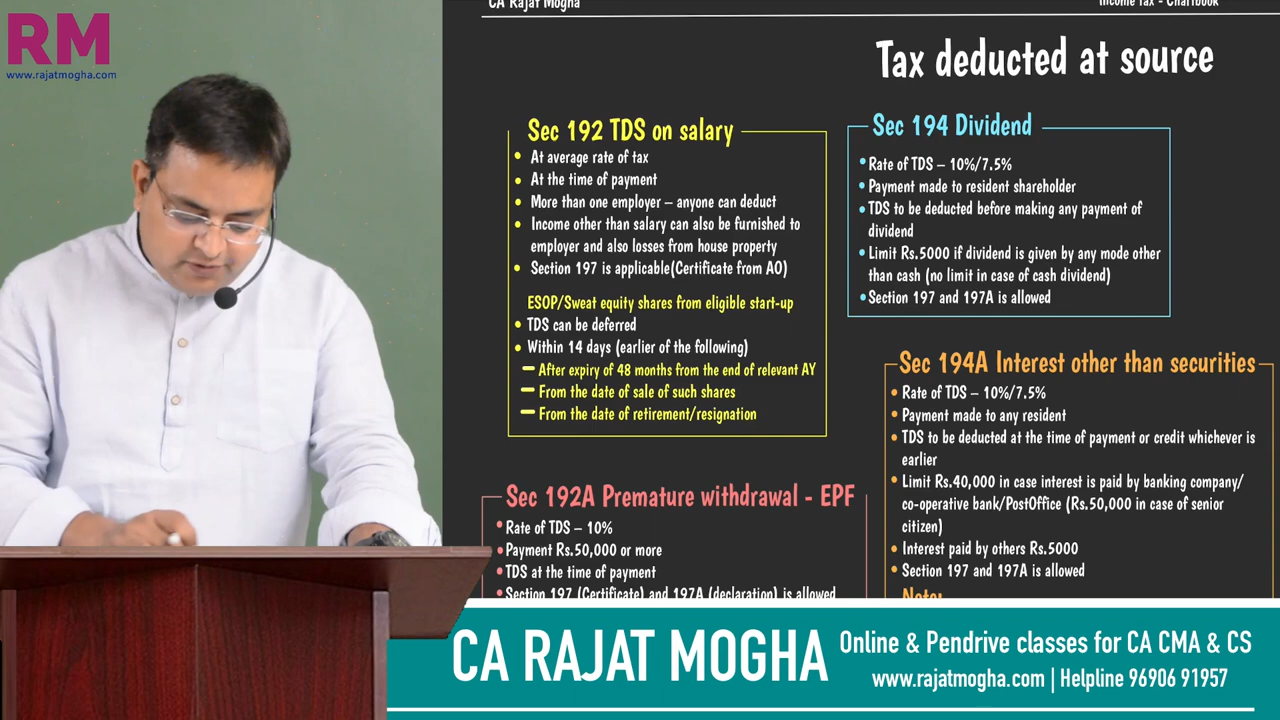 RM
www.rajatmogha.com
CA Rajat Mogha
Income Tax - Chartbook
Tax deducted at source
Sec 192 TDS on salary
• At average rate of tax
• At the time of payment
• More than one employer – anyone can deduct
• Income other than salary can also be furnished to
employer and also losses from house property
• Section 197 is applicable(Certificate from AO)
ESOP/Sweat equity shares from eligible start-up
• TDS can be deferred
• Within 14 days (earlier of the following)
– After expiry of 48 months from the end of relevant AY
– From the date of sale of such shares
– From the date of retirement/resignation
Sec 192A Premature withdrawal - EPF
• Rate of TDS – 10%
• Payment Rs.50,000 or more
• TDS at the time of payment
• Section 197 (Certificate) and 197A (declaration) is allowed
Sec 194 Dividend
• Rate of TDS – 10%/7.5%
• Payment made to resident shareholder
• TDS to be deducted before making any payment of
dividend
• Limit Rs.5000 if dividend is given by any mode other
than cash (no limit in case of cash dividend)
• Section 197 and 197A is allowed
Sec 194A Interest other than securities
• Rate of TDS – 10%/7.5%
• Payment made to any resident
• TDS to be deducted at the time of payment or credit whichever is
earlier
• Limit Rs.40,000 in case interest is paid by banking company/
co-operative bank/PostOffice (Rs.50,000 in case of senior
citizen)
• Interest paid by others Rs.5000
• Section 197 and 197A is allowed
Note:
CA RAJAT MOGHA
Online & Pendrive classes for CA CMA & CS
www.rajatmogha.com | Helpline 96906 91957